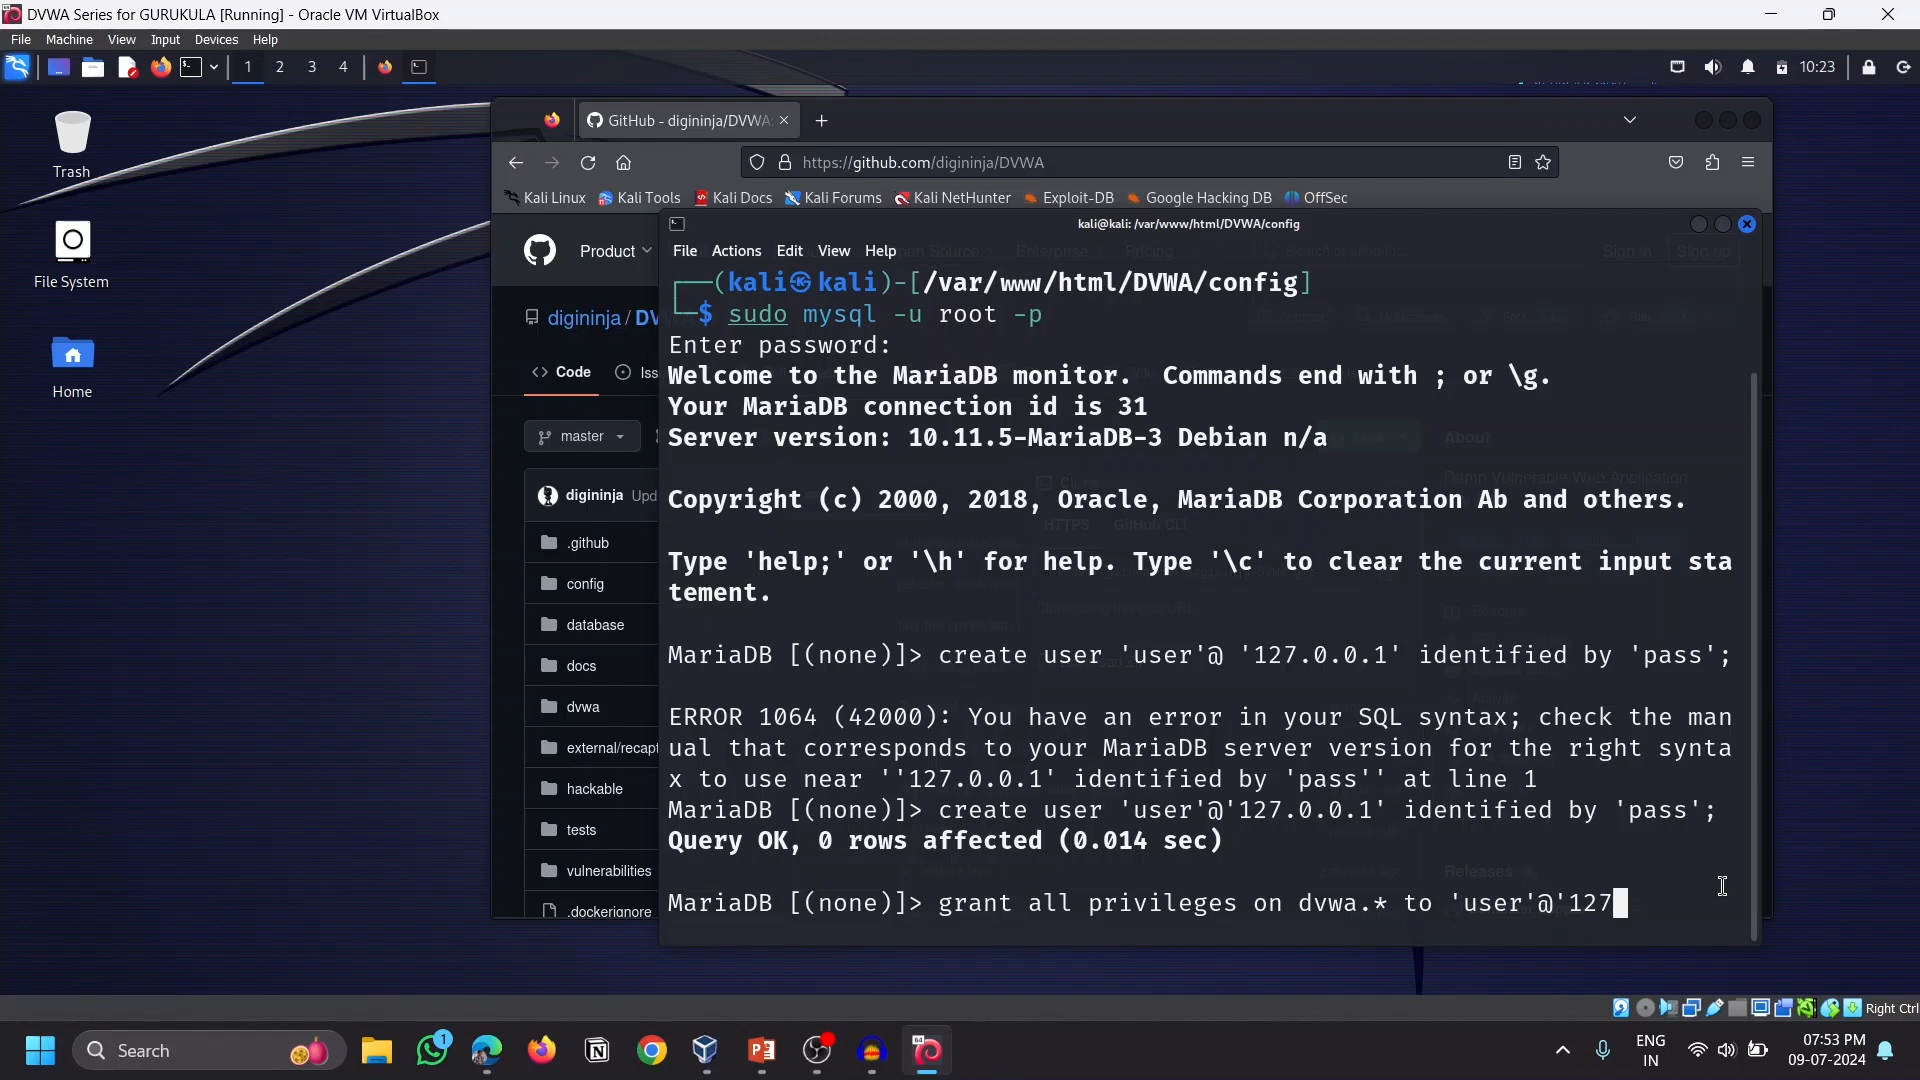 DVWA Series for GURUKULA [Running] - Oracle VM VirtualBox
File Machine View Input Devices Help
1 2 3 4
10:23
Trash
File System
Home
GitHub - digininja/DVWA:
https://github.com/digininja/DVWA
Kali Linux Kali Tools Kali Docs Kali Forums Kali NetHunter Exploit-DB Google Hacking DB OffSec
Product
digininja / DV
Code Iss
master
digininja Upd
.github
config
database
docs
dvwa
external/recapt
hackable
tests
vulnerabilities
.dockerignore
About
Releases
kali@kali: /var/www/html/DVWA/config
File Actions Edit View Help
┌──(kali㉿kali)-[/var/www/html/DVWA/config]
└─$ sudo mysql -u root -p
Enter password:
Welcome to the MariaDB monitor.  Commands end with ; or \g.
Your MariaDB connection id is 31
Server version: 10.11.5-MariaDB-3 Debian n/a
Copyright (c) 2000, 2018, Oracle, MariaDB Corporation Ab and others.
Type 'help;' or '\h' for help. Type '\c' to clear the current input sta
tement.
MariaDB [(none)]> create user 'user'@ '127.0.0.1' identified by 'pass';
ERROR 1064 (42000): You have an error in your SQL syntax; check the man
ual that corresponds to your MariaDB server version for the right synta
x to use near ''127.0.0.1' identified by 'pass'' at line 1
MariaDB [(none)]> create user 'user'@'127.0.0.1' identified by 'pass';
Query OK, 0 rows affected (0.014 sec)
MariaDB [(none)]> grant all privileges on dvwa.* to 'user'@'127
Right Ctrl
Search
1
64
ENG
IN
07:53 PM
09-07-2024